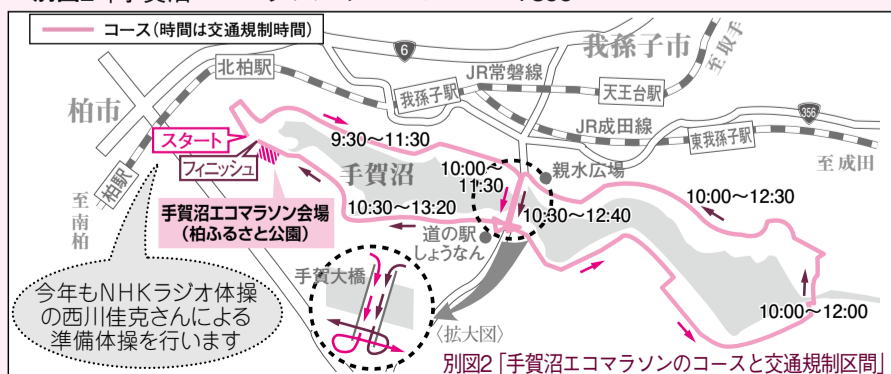 コース(時間は交通規制時間)
6
我孫子市
至取手
北柏駅
JR常磐線
柏市
我孫子駅
天王台駅
356
JR成田線
東我孫子駅
スタート
9:30〜11:30
フィニッシュ
手賀沼
10:00〜
11:30
親水広場
至成田
柏駅
10:00〜12:30
至南柏
手賀沼エコマラソン会場
(柏ふるさと公園)
10:30〜13:20
10:30〜12:40
道の駅
しょうなん
手賀大橋
今年もNHKラジオ体操
の西川佳克さんによる
準備体操を行います
10:00〜12:00
〈拡大図〉
別図2「手賀沼エコマラソンのコースと交通規制区間」